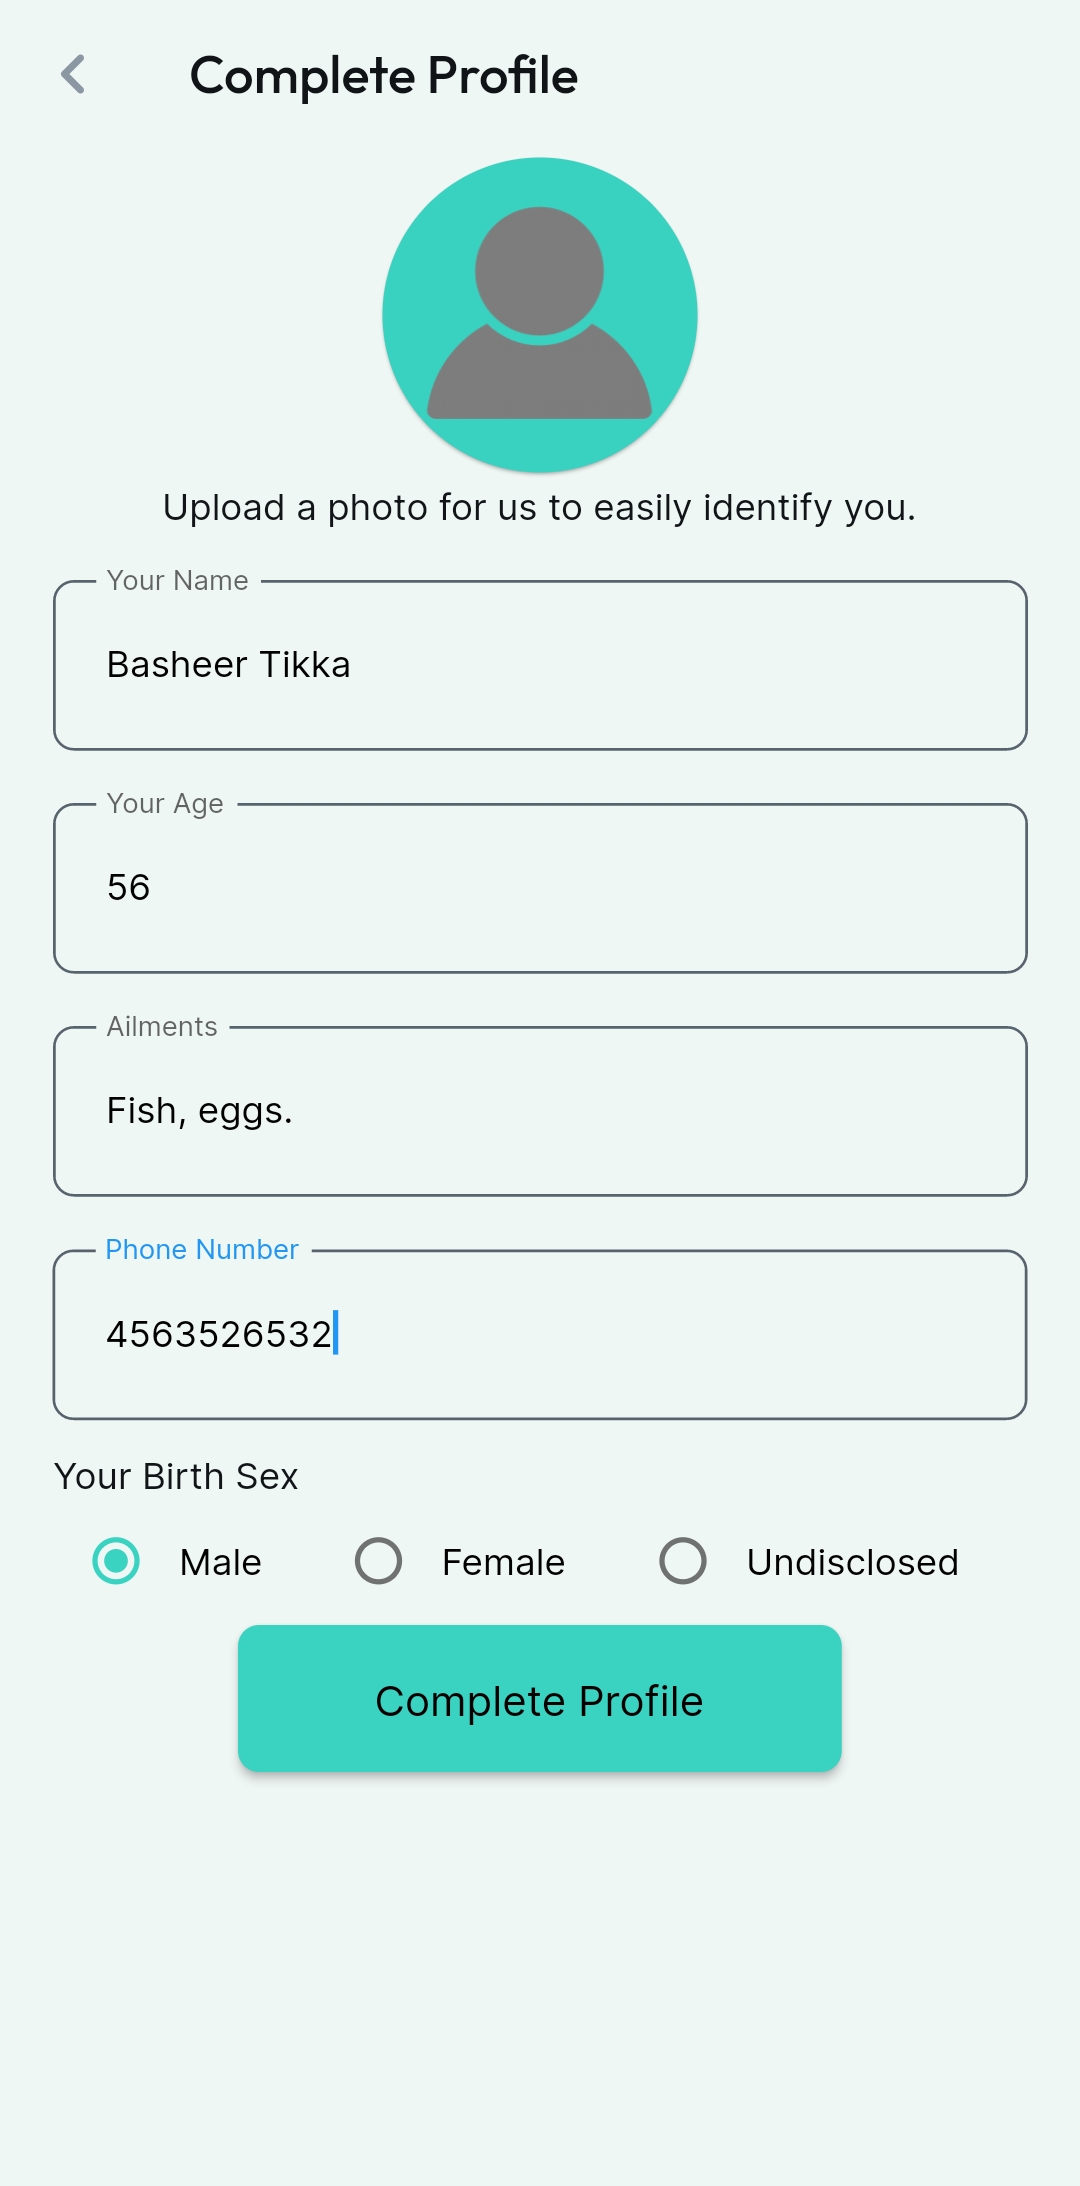 Complete Profile
Upload a photo for us to easily identify you.
Your Name
Basheer Tikka
Your Age
56
Ailments
Fish, eggs.
Phone Number
4563526532
Your Birth Sex
Male Female Undisclosed
Complete Profile